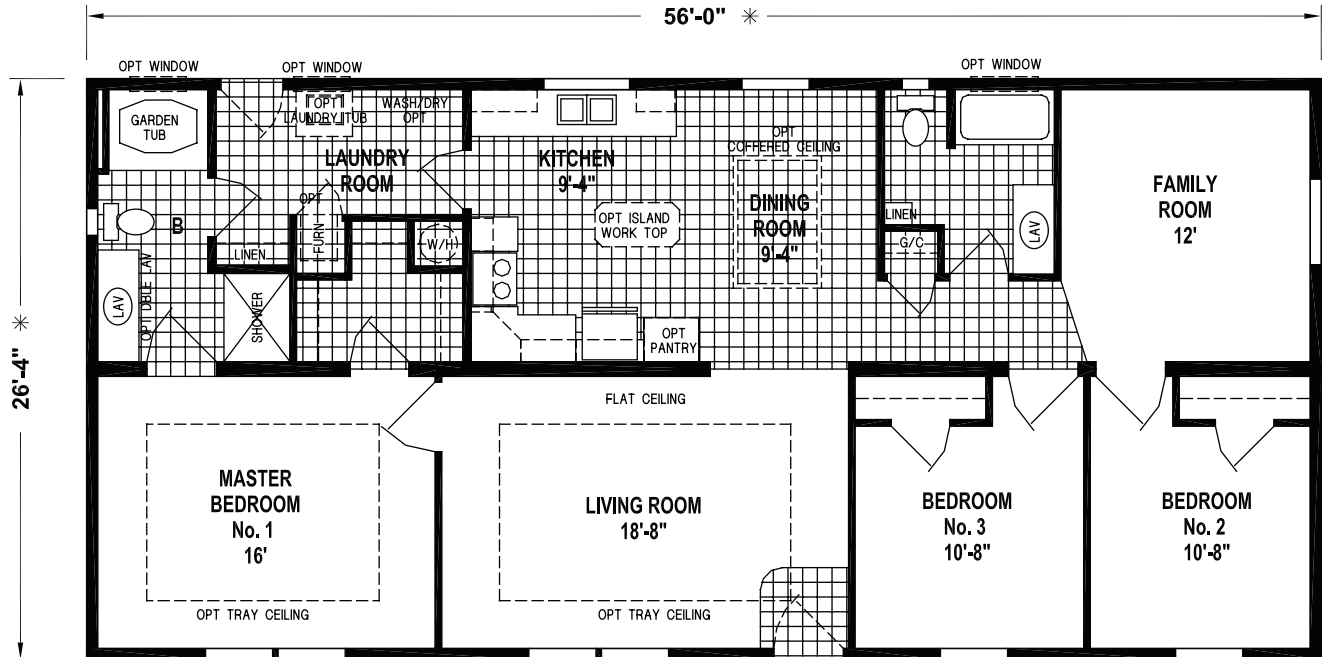 56'-0" ✳
OPT WINDOW
OPT WINDOW
OPT WINDOW
26'-4" ✳
GARDEN
TUB
OPT
LAUNDRY TUB
WASH/DRY
OPT
LAUNDRY
ROOM
OPT
FURN
W/H
B
LINEN
LAV
OPT DBLE LAV
SHOWER
KITCHEN
9'-4"
OPT ISLAND
WORK TOP
OPT
PANTRY
OPT
COFFERED CEILING
DINING
ROOM
9'-4"
LINEN
G/C
LAV
FAMILY
ROOM
12'
MASTER
BEDROOM
No. 1
16'
OPT TRAY CEILING
FLAT CEILING
LIVING ROOM
18'-8"
OPT TRAY CEILING
BEDROOM
No. 3
10'-8"
BEDROOM
No. 2
10'-8"